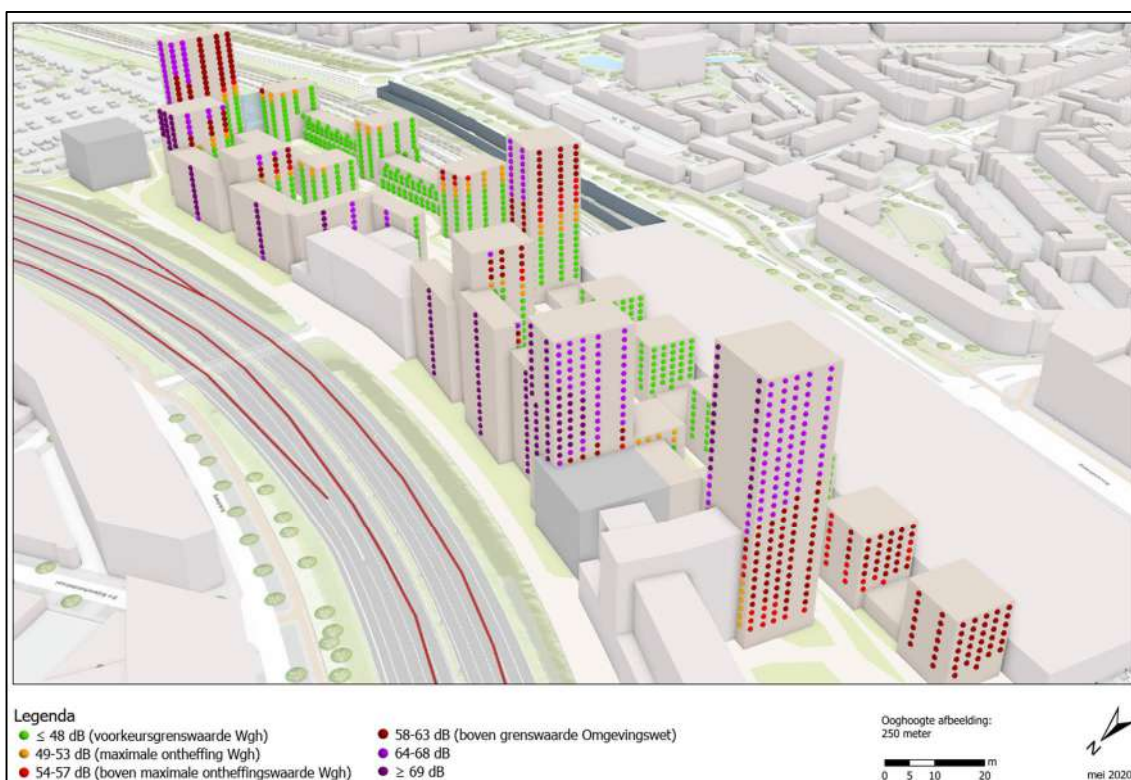 Legenda
≤ 48 dB (voorkeursgrenswaarde Wgh)
49-53 dB (maximale ontheffing Wgh)
54-57 dB (boven maximale ontheffingswaarde Wgh)
58-63 dB (boven grenswaarde Omgevingswet)
64-68 dB
≥ 69 dB
Ooghoogte afbeelding:
250 meter
m
0 5 10 20
mei 2020